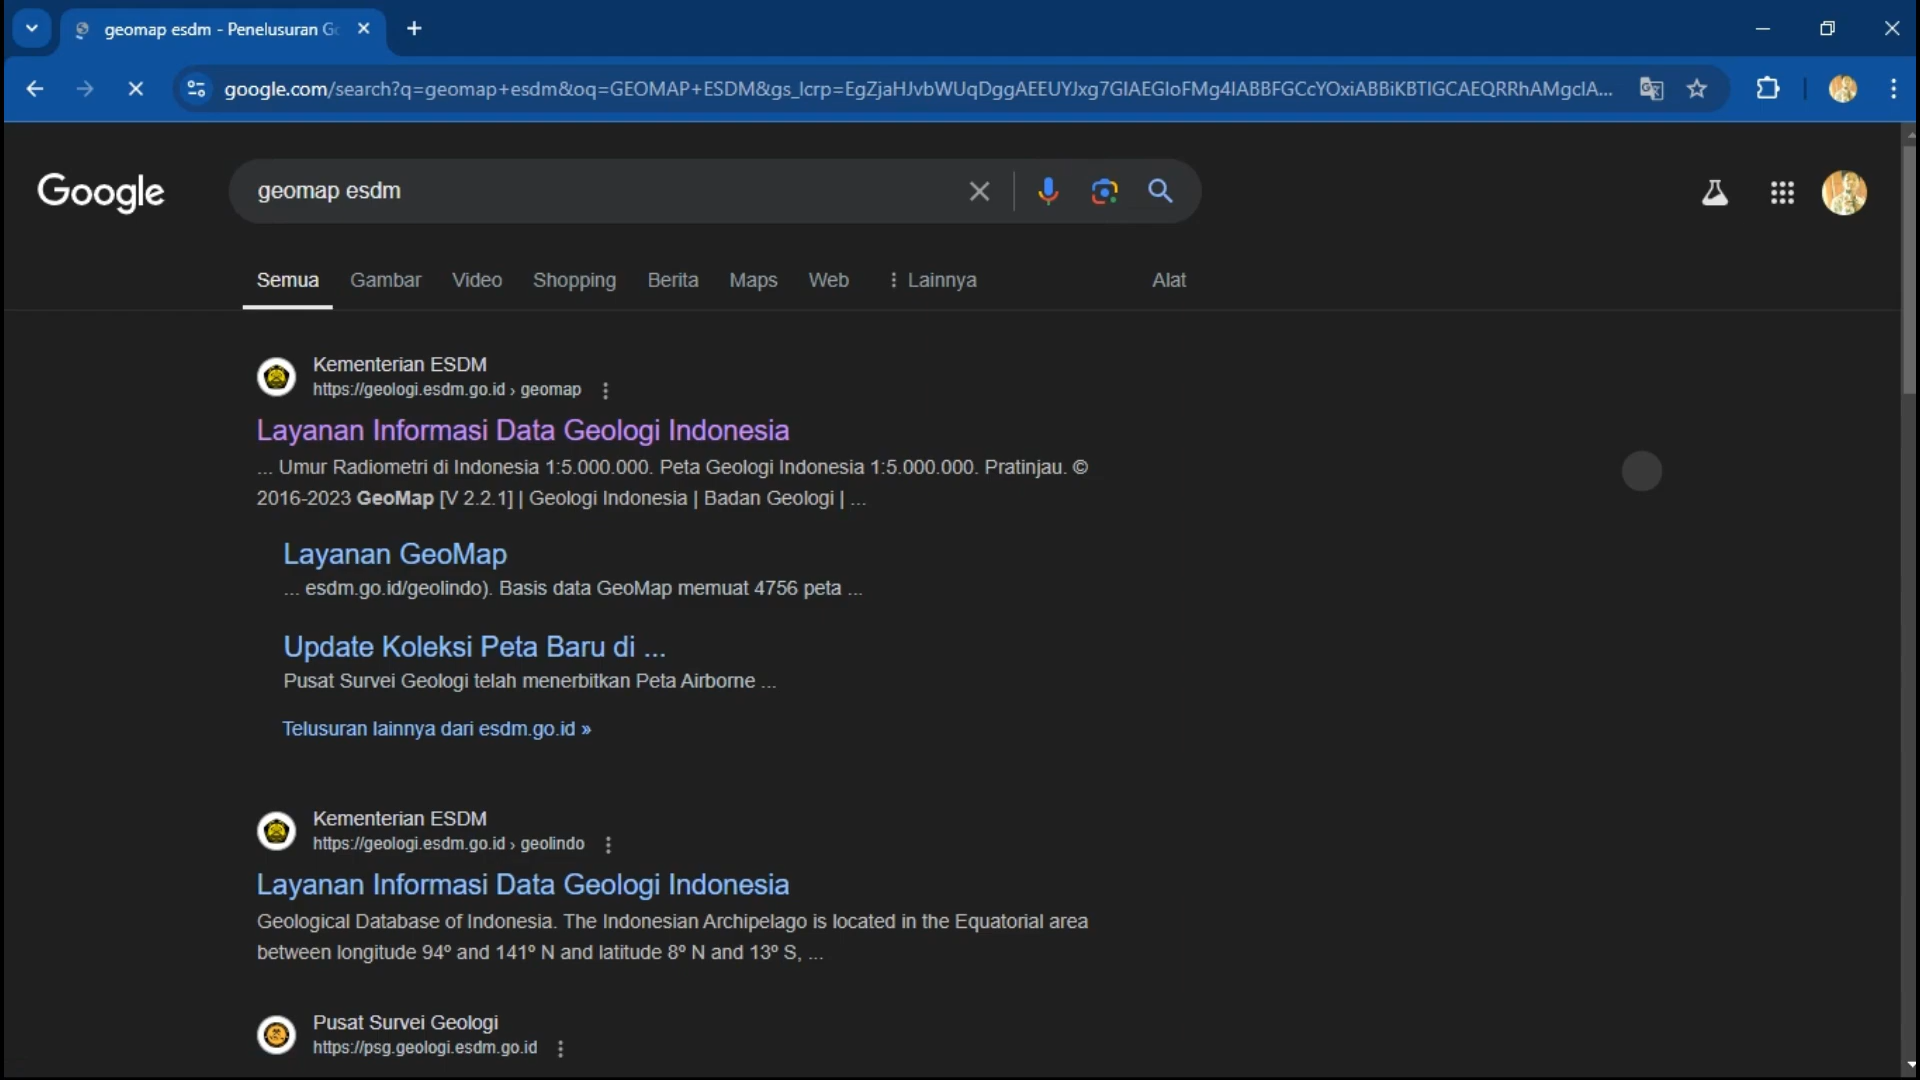 geomap esdm - Penelusuran Go
google.com/search?q=geomap+esdm&oq=GEOMAP+ESDM&gs_lcrp=EgZjaHJvbWUqDggAEEUYJxg7GIAEGIoFMg4IABBFGCcYOxiABBiKBTIGCAEQRRhAMgcIA...
Google
geomap esdm
Semua Gambar Video Shopping Berita Maps Web Lainnya Alat
Kementerian ESDM
https://geologi.esdm.go.id › geomap
Layanan Informasi Data Geologi Indonesia
... Umur Radiometri di Indonesia 1:5.000.000. Peta Geologi Indonesia 1:5.000.000. Pratinjau. ©
2016-2023 GeoMap [V 2.2.1] | Geologi Indonesia | Badan Geologi | ...
Layanan GeoMap
... esdm.go.id/geolindo). Basis data GeoMap memuat 4756 peta ...
Update Koleksi Peta Baru di ...
Pusat Survei Geologi telah menerbitkan Peta Airborne ...
Telusuran lainnya dari esdm.go.id »
Kementerian ESDM
https://geologi.esdm.go.id › geolindo
Layanan Informasi Data Geologi Indonesia
Geological Database of Indonesia. The Indonesian Archipelago is located in the Equatorial area
between longitude 94º and 141º N and latitude 8º N and 13º S, ...
Pusat Survei Geologi
https://psg.geologi.esdm.go.id